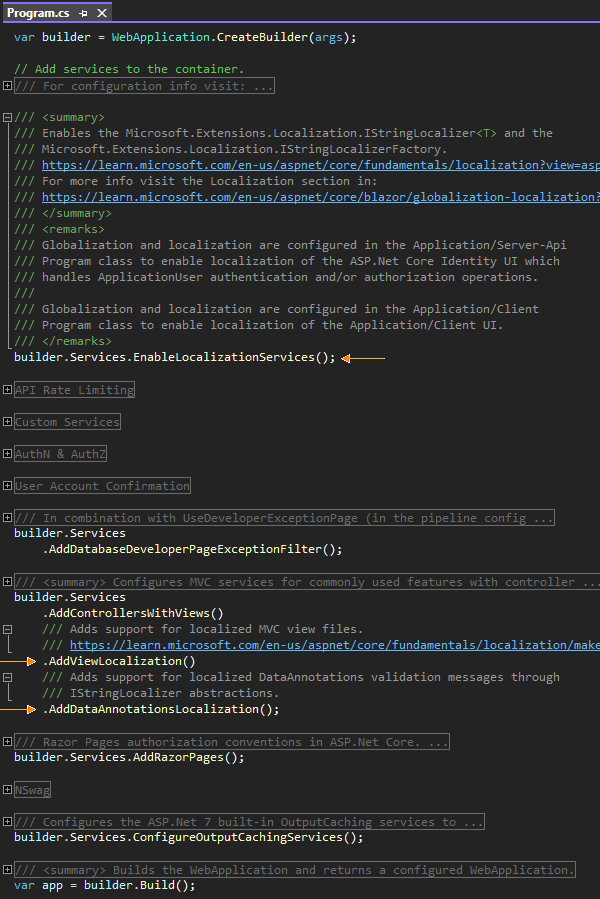 Program.cs
var builder = WebApplication.CreateBuilder(args);
// Add services to the container.
/// For configuration info visit: ...
/// <summary>
/// Enables the Microsoft.Extensions.Localization.IStringLocalizer<T> and the
/// Microsoft.Extensions.Localization.IStringLocalizerFactory.
/// https://learn.microsoft.com/en-us/aspnet/core/fundamentals/localization?view=asp
/// For more info visit the Localization section in:
/// https://learn.microsoft.com/en-us/aspnet/core/blazor/globalization-localization?
/// </summary>
/// <remarks>
/// Globalization and localization are configured in the Application/Server-Api
/// Program class to enable localization of the ASP.Net Core Identity UI which
/// handles ApplicationUser authentication and/or authorization operations.
///
/// Globalization and localization are configured in the Application/Client
/// Program class to enable localization of the Application/Client UI.
/// </remarks>
builder.Services.EnableLocalizationServices();
API Rate Limiting
Custom Services
AuthN & AuthZ
User Account Confirmation
/// In combination with UseDeveloperExceptionPage (in the pipeline config ...
builder.Services
.AddDatabaseDeveloperPageExceptionFilter();
/// <summary> Configures MVC services for commonly used features with controller ...
builder.Services
.AddControllersWithViews()
/// Adds support for localized MVC view files.
/// https://learn.microsoft.com/en-us/aspnet/core/fundamentals/localization/make
.AddViewLocalization()
/// Adds support for localized DataAnnotations validation messages through
/// IStringLocalizer abstractions.
.AddDataAnnotationsLocalization();
/// Razor Pages authorization conventions in ASP.Net Core. ...
builder.Services.AddRazorPages();
NSwag
/// Configures the ASP.Net 7 built-in OutputCaching services to ...
builder.Services.ConfigureOutputCachingServices();
/// <summary> Builds the WebApplication and returns a configured WebApplication.
var app = builder.Build();